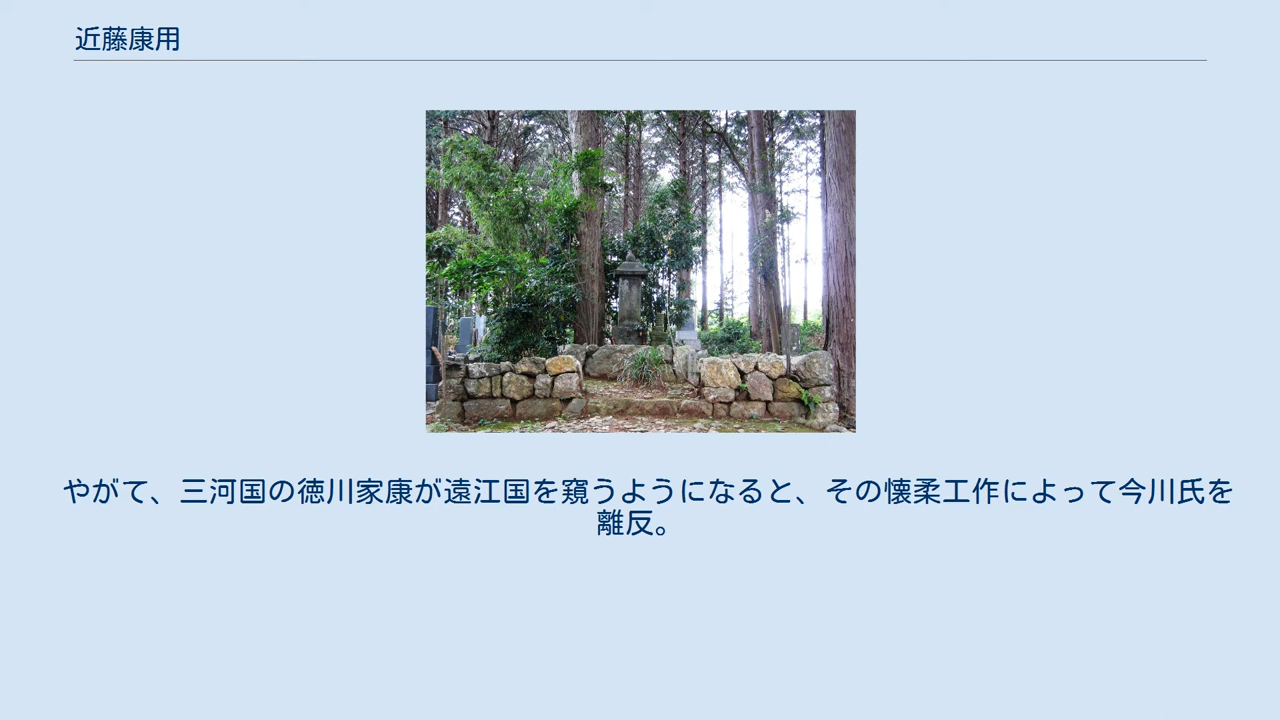 近藤康用
やがて、三河国の徳川家康が遠江国を窺うようになると、その懐柔工作によって今川氏を
離反。